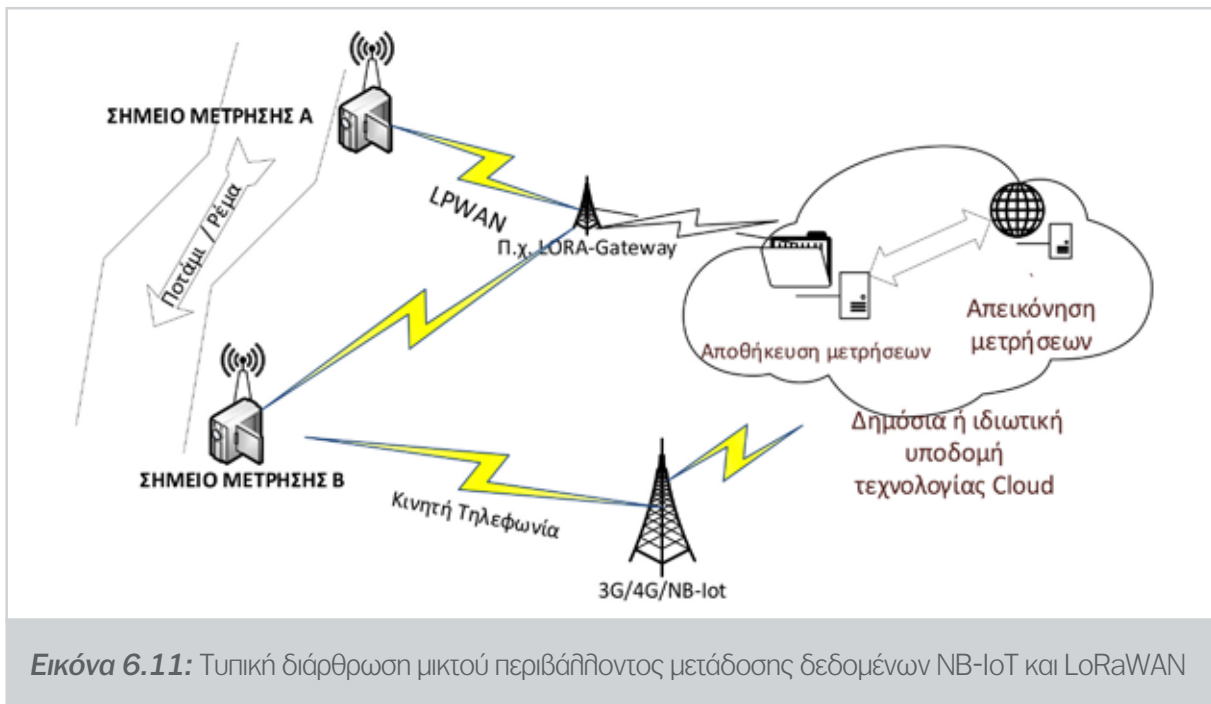 ΣΗΜΕΙΟ ΜΕΤΡΗΣΗΣ Α
Ποτάμι /Ρέμα
LPWAN
Π.χ. LORA-Gateway
Αποθήκευση μετρήσεων
Απεικόνηση
μετρήσεων
Δημόσια ή ιδιωτική
υποδομή
τεχνολογίας Cloud
ΣΗΜΕΙΟ ΜΕΤΡΗΣΗΣ Β
Κινητή Τηλεφωνία
3G/4G/NB-Iot
Εικόνα 6.11: Τυπική διάρθρωση μικτού περιβάλλοντος μετάδοσης δεδομένων NB-IoT και LoRaWAN